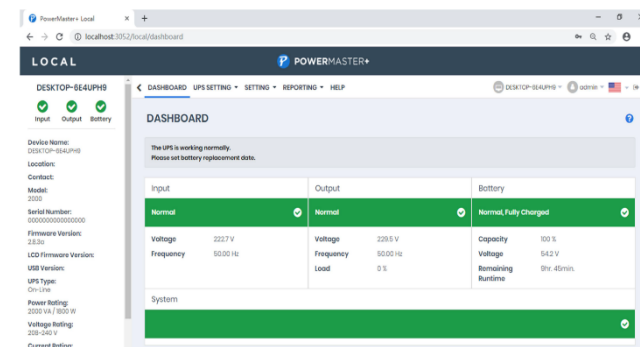 PowerMaster+ Local
localhost:3052/local/dashboard
LOCAL
POWERMASTER+
DESKTOP-6E4UPH9
Input Output Battery
Device Name:
DESKTOP-6E4UPH9
Location:
Contact:
Model:
2000
Serial Number:
00000000000000
Firmware Version:
2.8.3o
LCD Firmware Version:
USB Version:
UPS Type:
On-Line
Power Rating:
2000 VA / 1800 W
Voltage Rating:
208-240 V
Current Rating:
DASHBOARD UPS SETTING SETTING REPORTING HELP
DESKTOP-6E4UPH9 admin
DASHBOARD
The UPS is working normally.
Please set battery replacement date.
Input
Normal
Voltage 222.7 V
Frequency 50.00 Hz
Output
Normal
Voltage 229.5 V
Frequency 50.00 Hz
Load 0 %
Battery
Normal, Fully Charged
Capacity 100 %
Voltage 54.2 V
Remaining Runtime
System